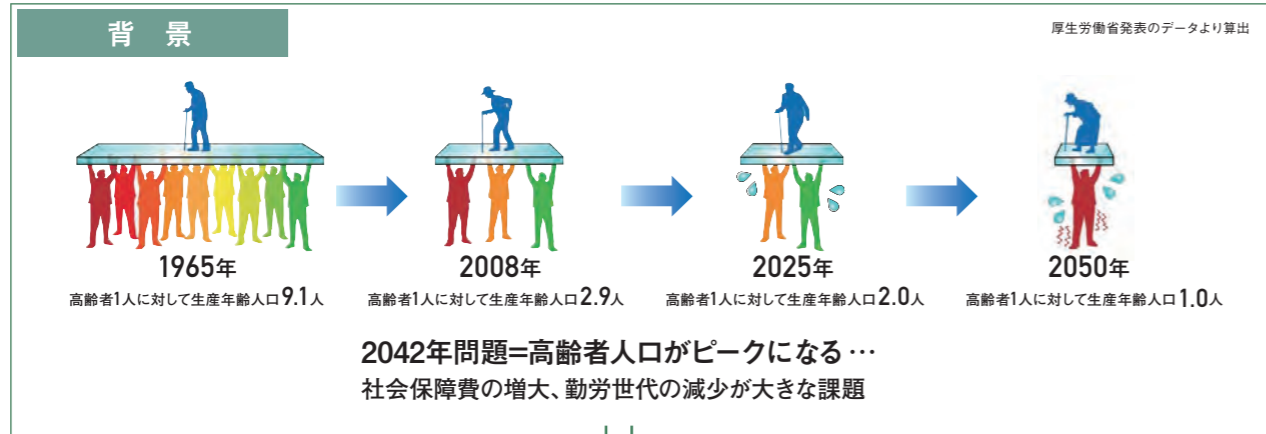 背景
厚生労働省発表のデータより算出
1965年
高齢者1人に対して生産年齢人口9.1人
2008年
高齢者1人に対して生産年齢人口2.9人
2025年
高齢者1人に対して生産年齢人口2.0人
2050年
高齢者1人に対して生産年齢人口1.0人
2042年問題=高齢者人口がピークになる…
社会保障費の増大、勤労世代の減少が大きな課題